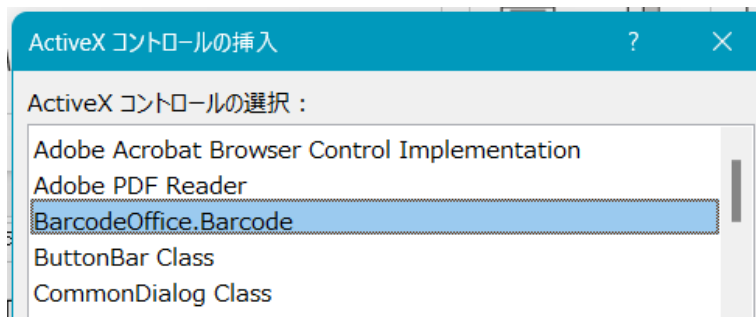 ActiveX コントロールの挿入
ActiveX コントロールの選択：
Adobe Acrobat Browser Control Implementation
Adobe PDF Reader
BarcodeOffice.Barcode
ButtonBar Class
CommonDialog Class